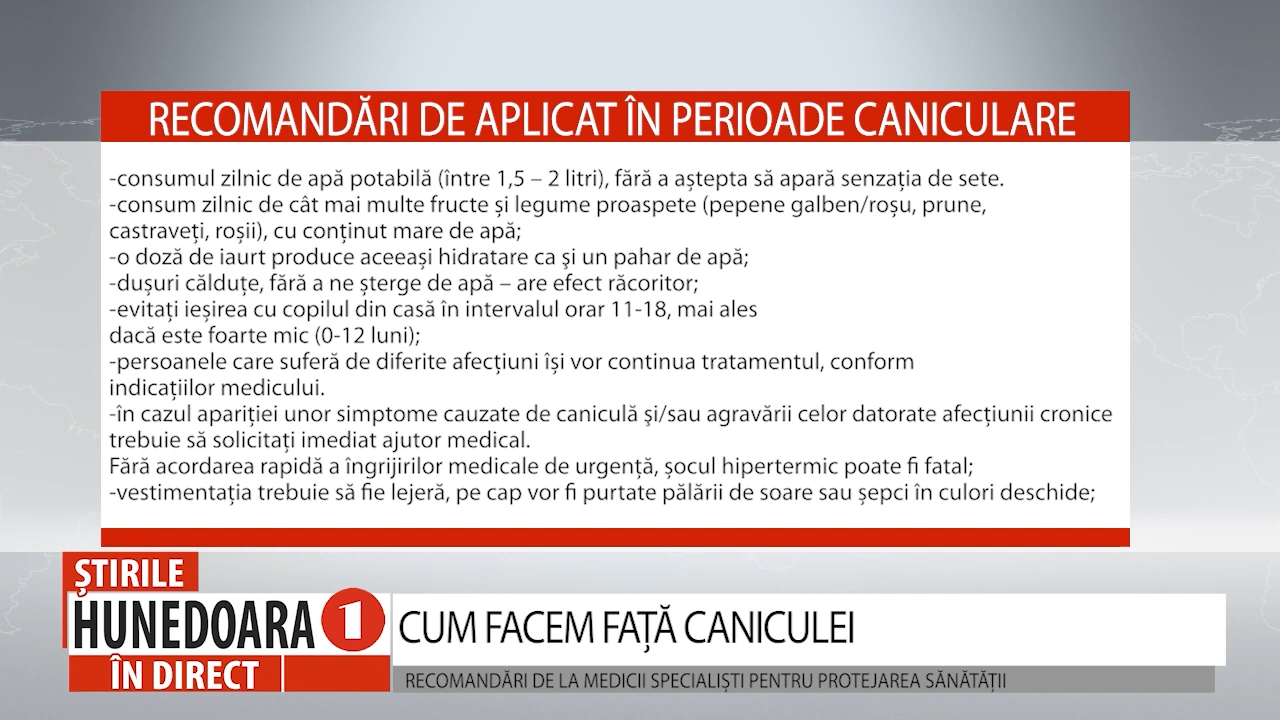 RECOMANDĂRI DE APLICAT ÎN PERIOADE CANICULARE
-consumul zilnic de apă potabilă (între 1,5 – 2 litri), fără a aștepta să apară senzația de sete.
-consum zilnic de cât mai multe fructe și legume proaspete (pepene galben/roșu, prune,
castraveți, roșii), cu conținut mare de apă;
-o doză de iaurt produce aceeași hidratare ca şi un pahar de apă;
-dușuri călduțe, fără a ne șterge de apă – are efect răcoritor;
-evitați ieșirea cu copilul din casă în intervalul orar 11-18, mai ales
dacă este foarte mic (0-12 luni);
-persoanele care suferă de diferite afecțiuni își vor continua tratamentul, conform
indicațiilor medicului.
-în cazul apariției unor simptome cauzate de caniculă şi/sau agravării celor datorate afecțiunii cronice
trebuie să solicitați imediat ajutor medical.
Fără acordarea rapidă a îngrijirilor medicale de urgență, șocul hipertermic poate fi fatal;
-vestimentația trebuie să fie lejeră, pe cap vor fi purtate pălării de soare sau șepci în culori deschide;
ȘTIRILE
HUNEDOARA 1
ÎN DIRECT
CUM FACEM FAȚĂ CANICULEI
RECOMANDĂRI DE LA MEDICII SPECIALIȘTI PENTRU PROTEJAREA SĂNĂTĂȚII